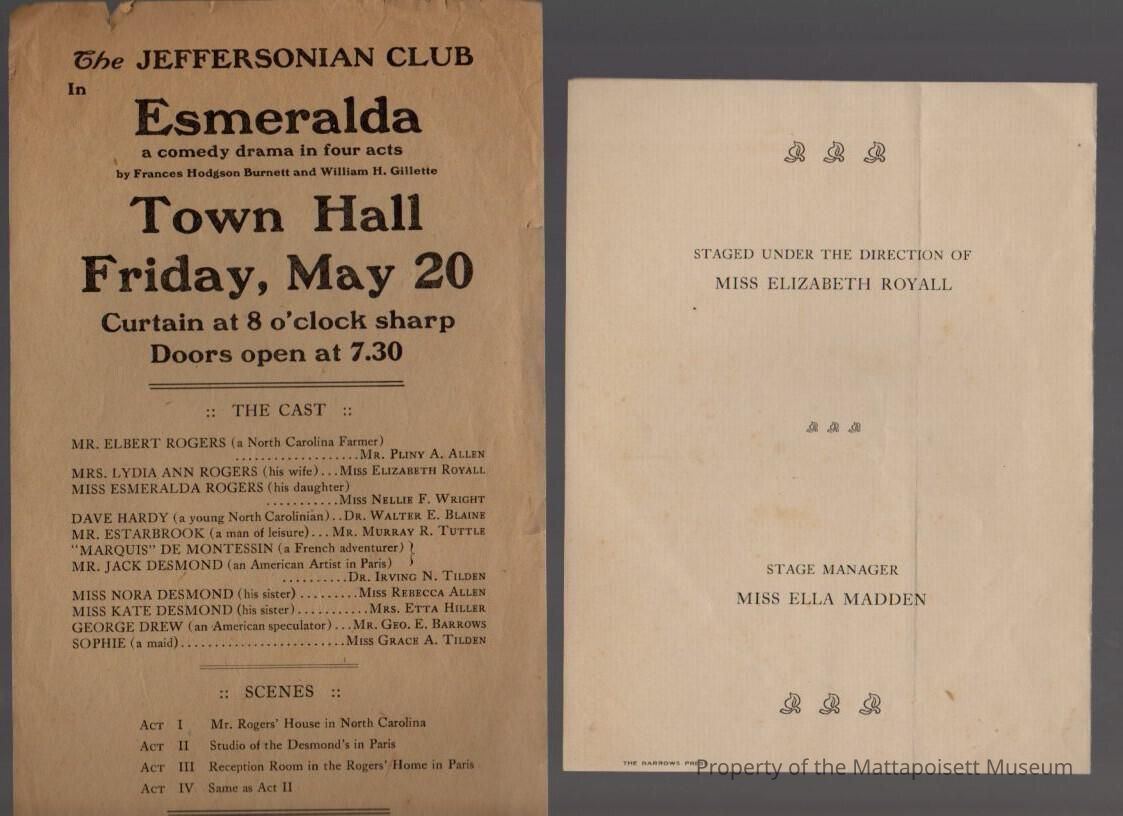 The JEFFERSONIAN CLUB
In
Esmeralda
a comedy drama in four acts
by Frances Hodgson Burnett and William H. Gillette
Town Hall
Friday, May 20
Curtain at 8 o'clock sharp
Doors open at 7.30
:: THE CAST ::
MR. ELBERT ROGERS (a North Carolina Farmer)
..................MR. PLINY A. ALLEN
MRS. LYDIA ANN ROGERS (his wife)...MISS ELIZABETH ROYALL
MISS ESMERALDA ROGERS (his daughter)
...........MISS NELLIE F. WRIGHT
DAVE HARDY (a young North Carolinian)..DR. WALTER E. BLAINE
MR. ESTARBROOK (a man of leisure)...MR. MURRAY R. TUTTLE
"MARQUIS" DE MONTESSIN (a French adventurer) }
MR. JACK DESMOND (an American Artist in Paris)
..........DR. IRVING N. TILDEN
MISS NORA DESMOND (his sister).........MISS REBECCA ALLEN
MISS KATE DESMOND (his sister)...........MRS. ETTA HILLER
GEORGE DREW (an American speculator)...MR. GEO. E. BARROWS
SOPHIE (a maid)........................MISS GRACE A. TILDEN
:: SCENES ::
ACT I Mr. Rogers' House in North Carolina
ACT II Studio of the Desmond's in Paris
ACT III Reception Room in the Rogers' Home in Paris
ACT IV Same as Act II
STAGED UNDER THE DIRECTION OF
MISS ELIZABETH ROYALL
STAGE MANAGER
MISS ELLA MADDEN
THE BARROWS
Property of the Mattapoisett Museum